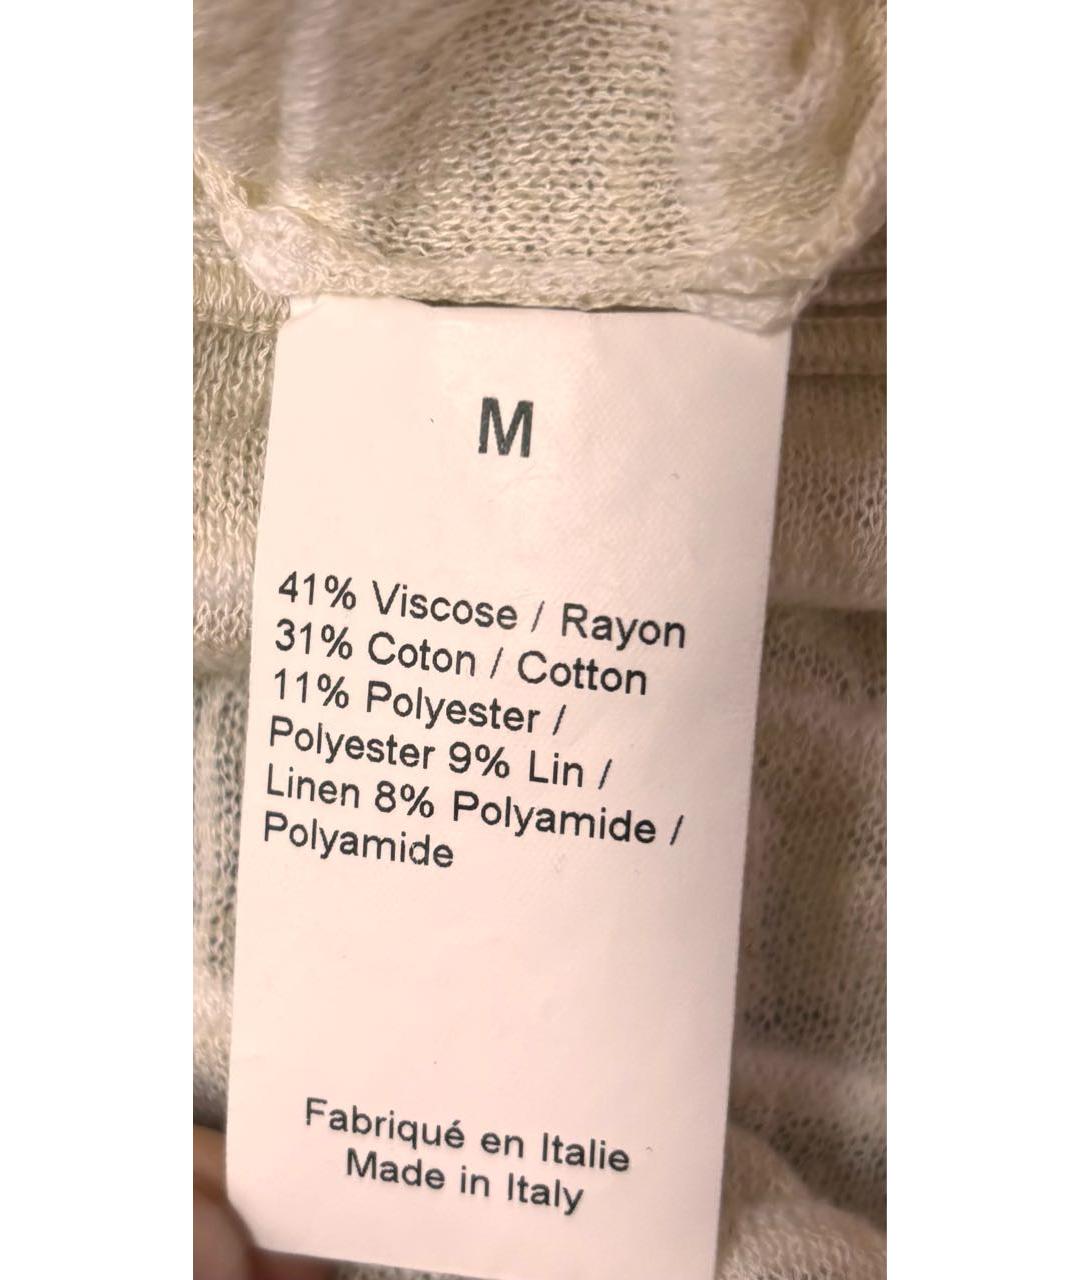 M
41% Viscose / Rayon
31% Coton / Cotton
11% Polyester /
Polyester 9% Lin /
Linen 8% Polyamide /
Polyamide
Fabriqué en Italie
Made in Italy